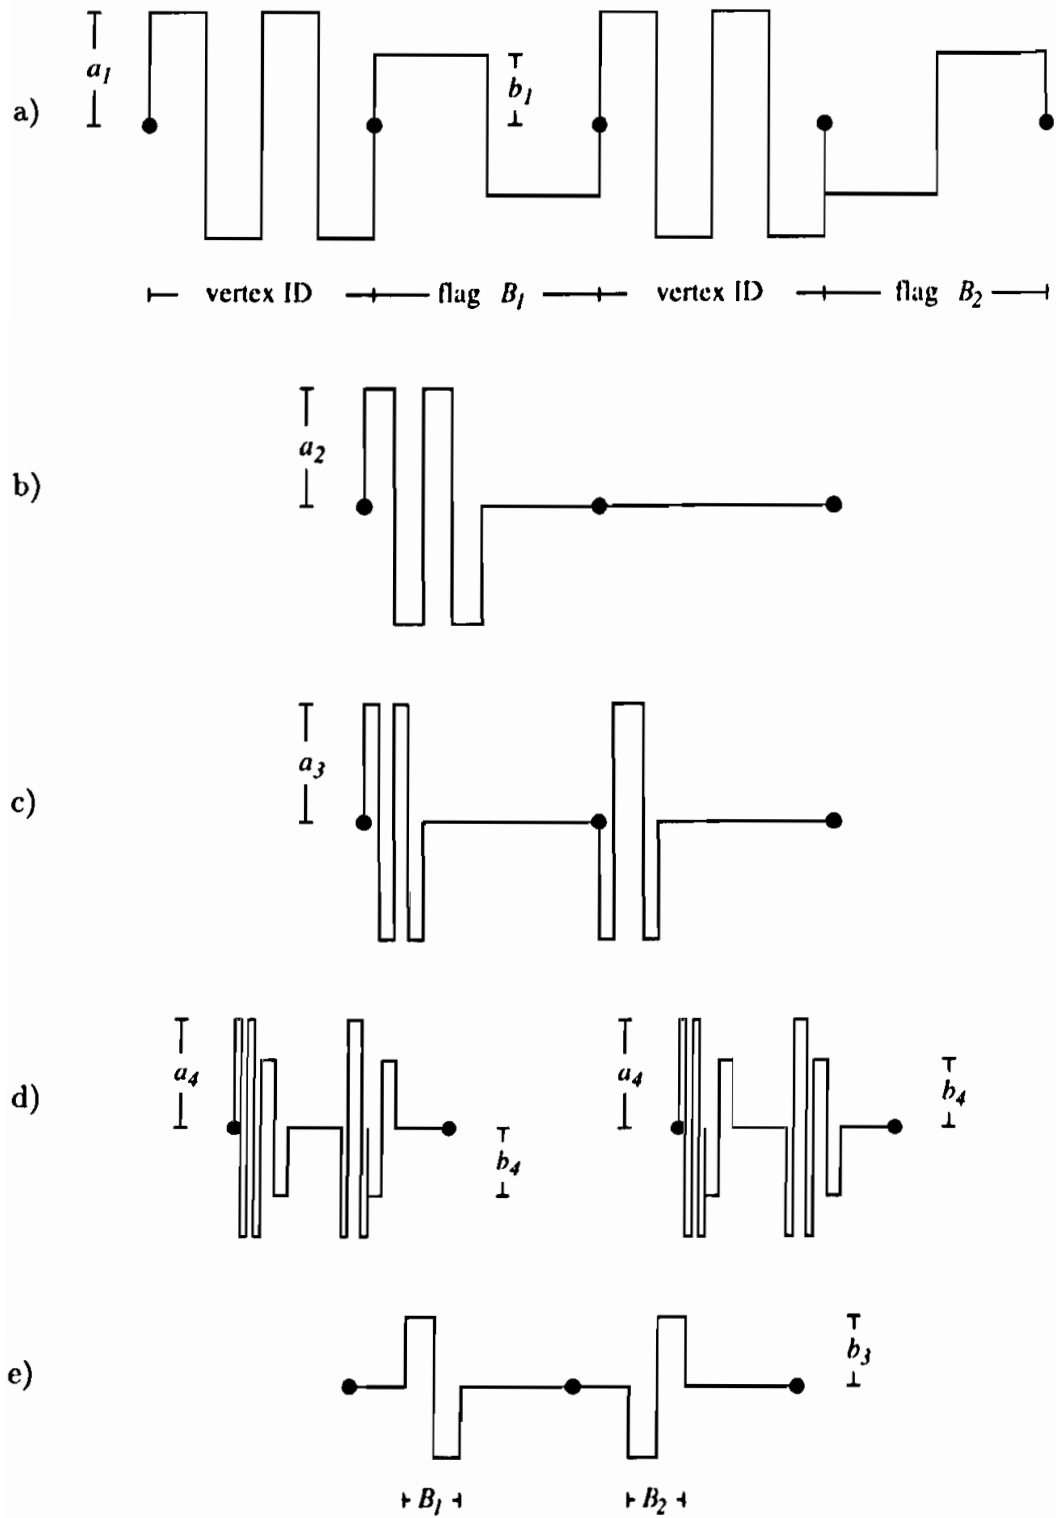 a)
a1
b1
vertex ID flag B1 vertex ID flag B2
b)
a2
c)
a3
d)
a4
b4
a4
b4
e)
b3
B1 B2